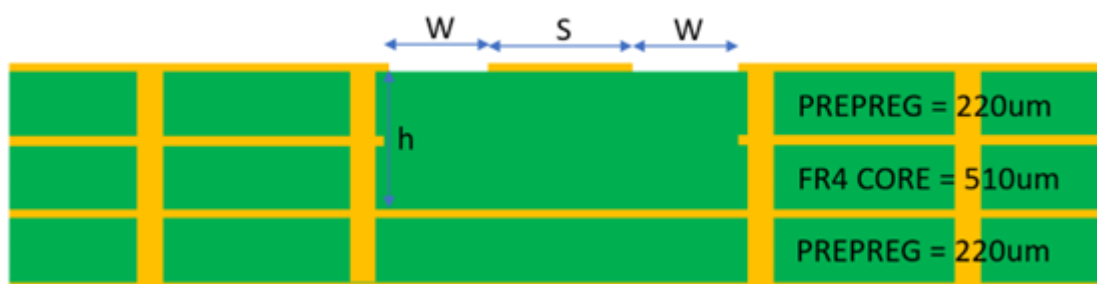 W S W
PREPREG = 220um
h
FR4 CORE = 510um
PREPREG = 220um